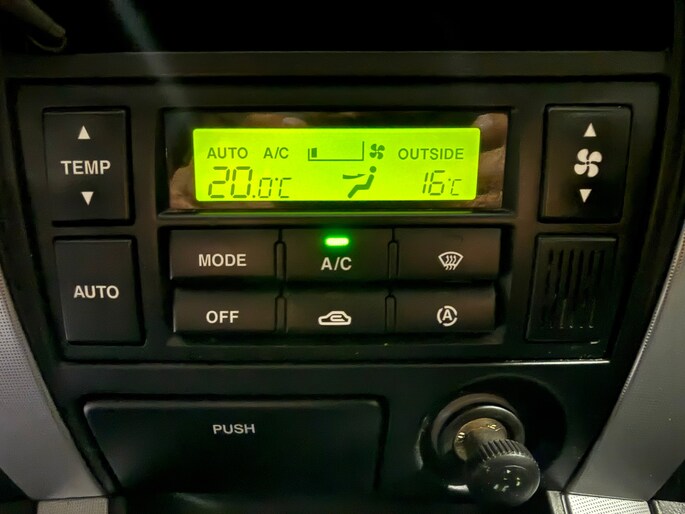 AUTO A/C OUTSIDE
20.0°C 16°C
TEMP
MODE A/C
AUTO
OFF A
PUSH